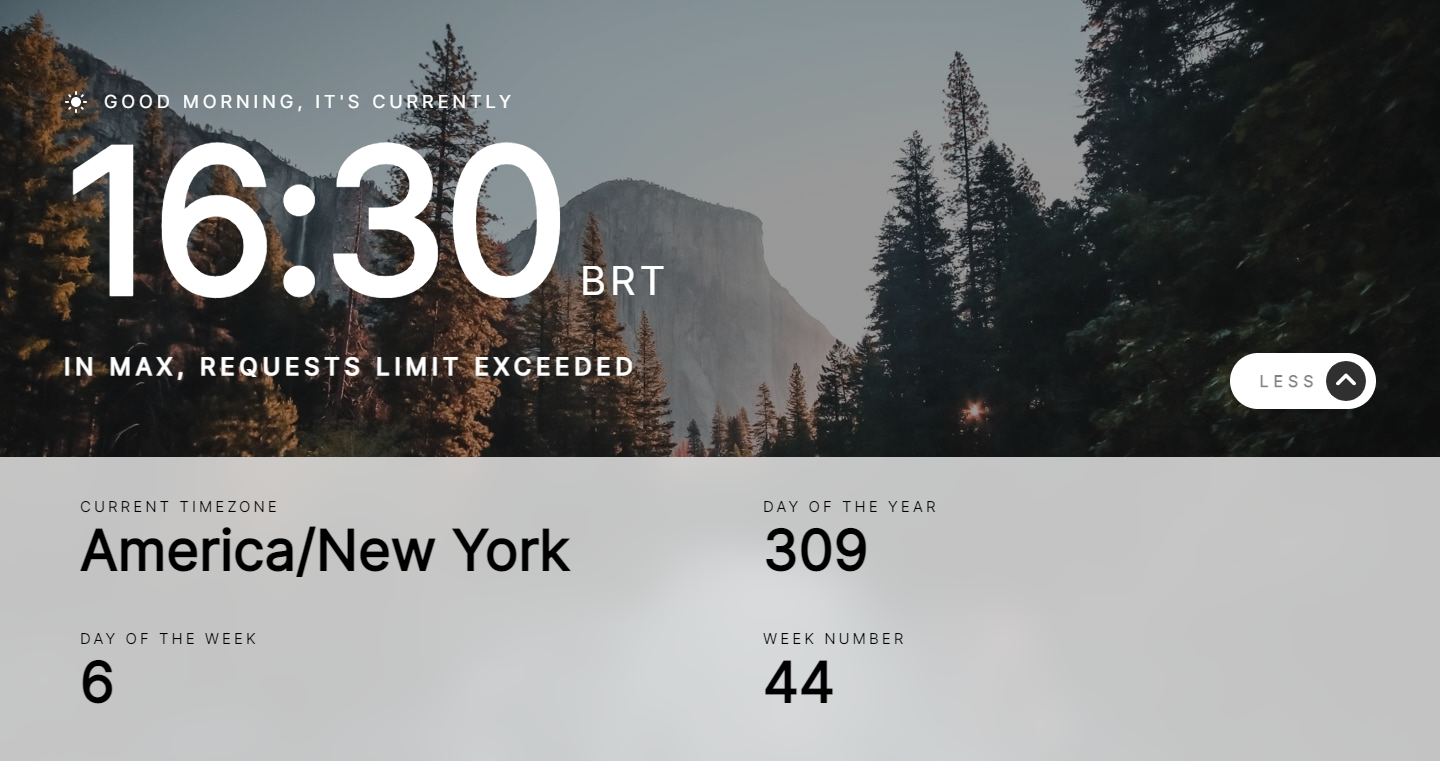 GOOD MORNING, IT'S CURRENTLY
16:30 BRT
IN MAX, REQUESTS LIMIT EXCEEDED
LESS
CURRENT TIMEZONE
America/New York
DAY OF THE YEAR
309
DAY OF THE WEEK
6
WEEK NUMBER
44